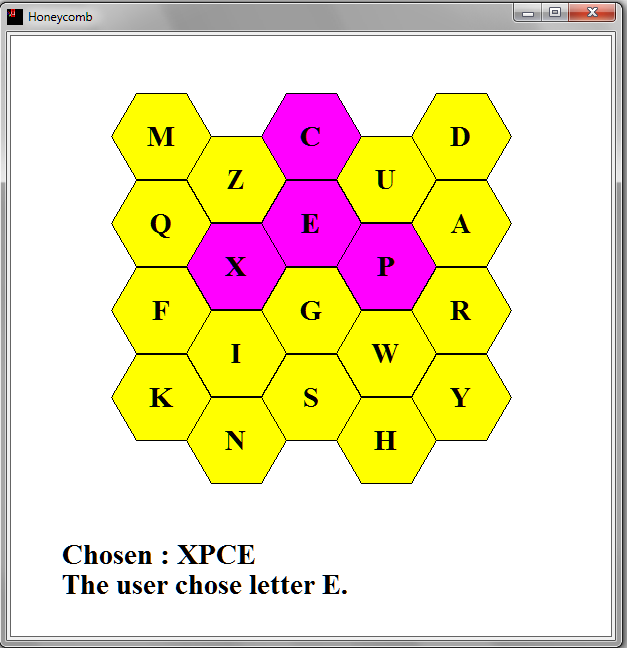 Honeycomb
M C D
Z U
Q E A
X P
F G R
I W
K S Y
N H
Chosen : XPCE
The user chose letter E.